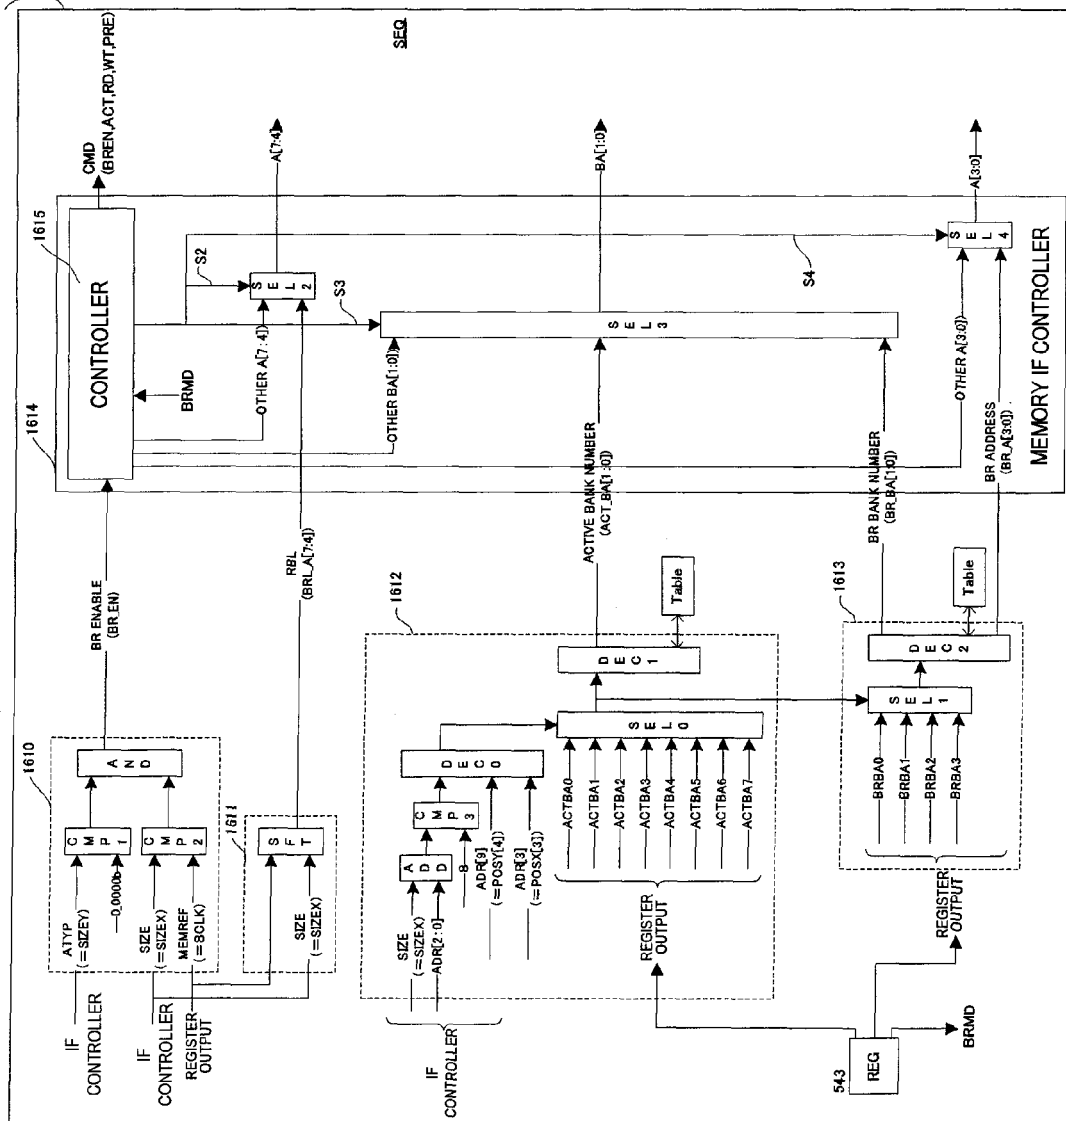 SEQ
CMD
(BREN,ACT,RD,WT,PRE)
A[7:4]
BA[1:0]
A[3:0]
1615
CONTROLLER
1614
S2
SEL2
S3
SEL3
S4
SEL4
BRMD
OTHER A[7:4]
OTHER BA[1:0]
OTHER A[3:0]
MEMORY IF CONTROLLER
BR ENABLE
(BR_EN)
RBL
(BRL_A[7:4])
ACTIVE BANK NUMBER
(ACT_BA[1:0])
BR BANK NUMBER
(BR_BA[1:0])
BR ADDRESS
(BR_A[3:0])
1610
AND
CMP1
CMP2
0_0000b
ATYP
(=SIZEY)
SIZE
(=SIZEX)
MEMREF
(=8CLK)
IF
CONTROLLER
IF
CONTROLLER
REGISTER
OUTPUT
1611
SFT
SIZE
(=SIZEX)
1612
DEC1
Table
SEL0
DEC0
CMP3
ADD
8
SIZE
(=SIZEX)
ADR[2:0]
ADR[9]
(=POSY[4])
ADR[3]
(=POSX[3])
IF
CONTROLLER
ACTBA0
ACTBA1
ACTBA2
ACTBA3
ACTBA4
ACTBA5
ACTBA6
ACTBA7
REGISTER
OUTPUT
1613
DEC2
Table
SEL1
BRBA0
BRBA1
BRBA2
BRBA3
REGISTER
OUTPUT
543
REG
BRMD